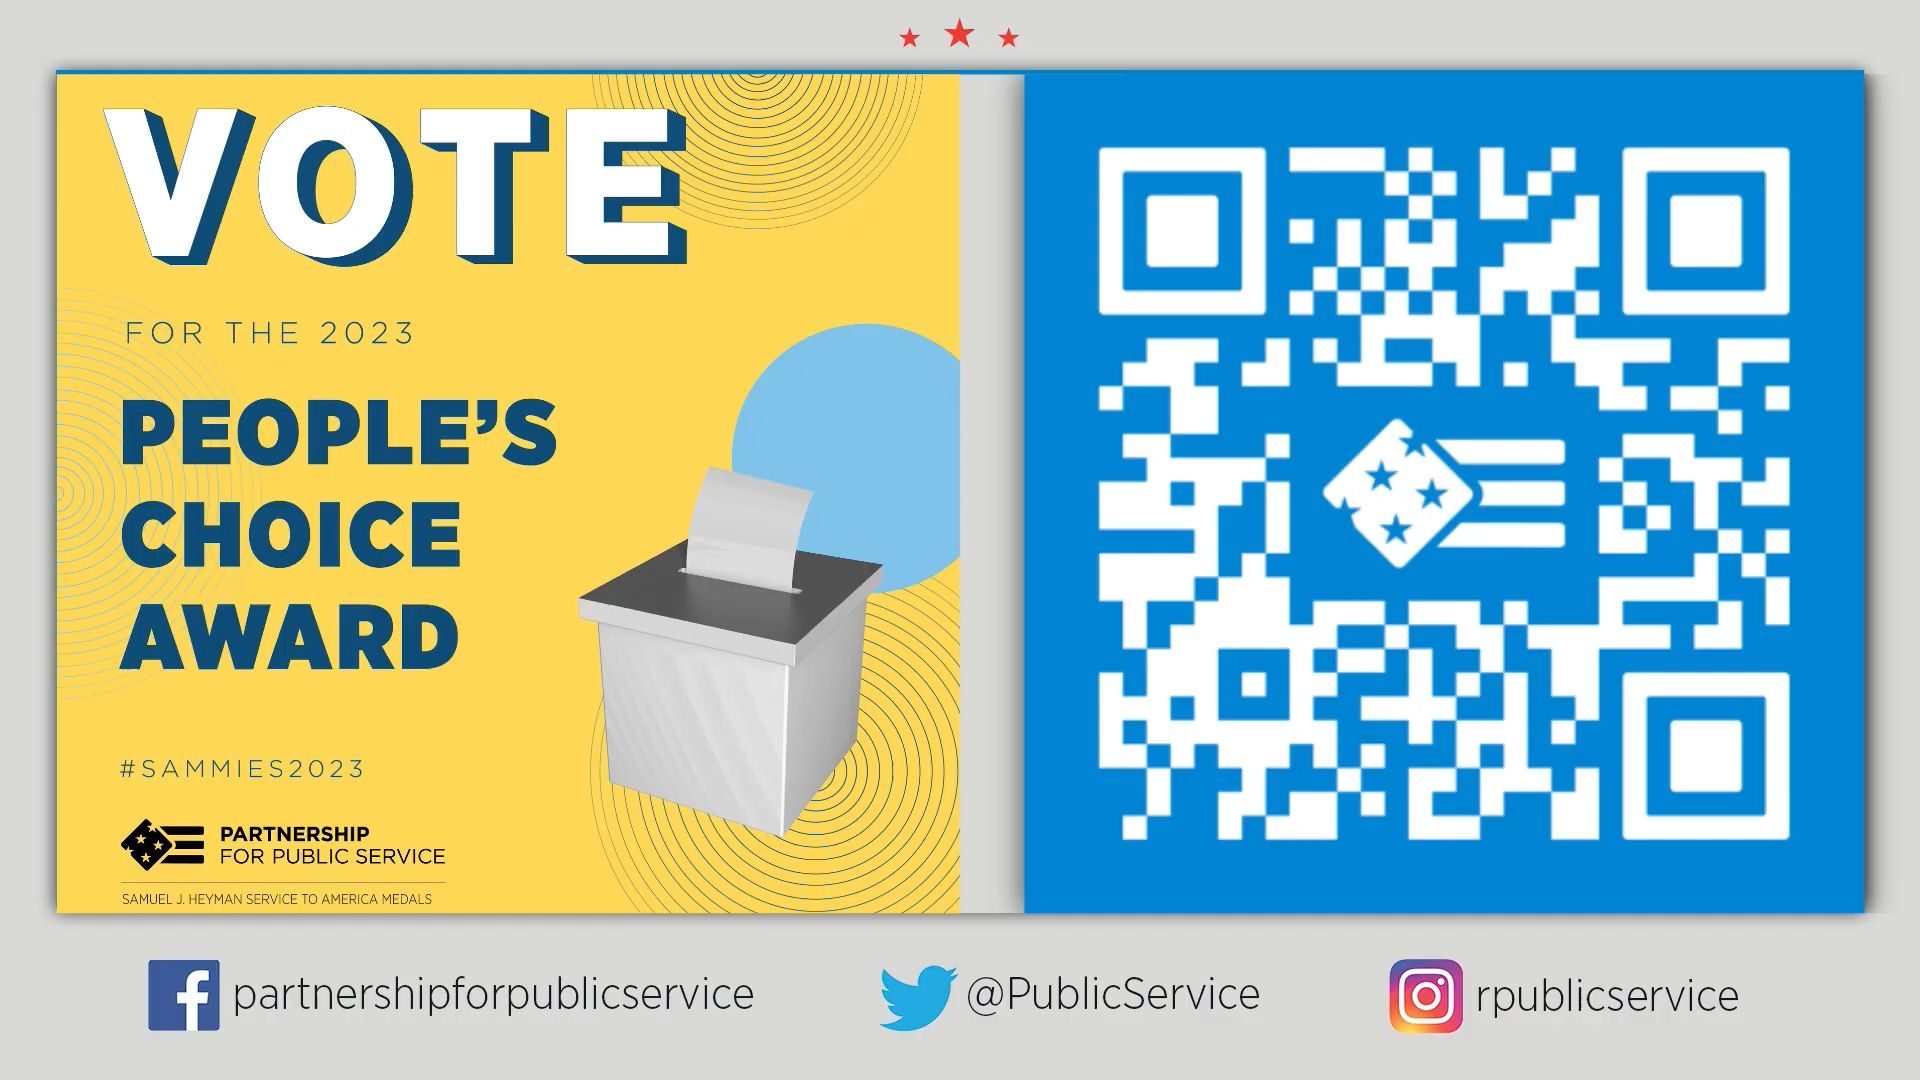 VOTE
FOR THE 2023
PEOPLE’S
CHOICE
AWARD
#SAMMIES2023
PARTNERSHIP
FOR PUBLIC SERVICE
SAMUEL J. HEYMAN SERVICE TO AMERICA MEDALS
partnershipforpublicservice
@PublicService
rpublicservice